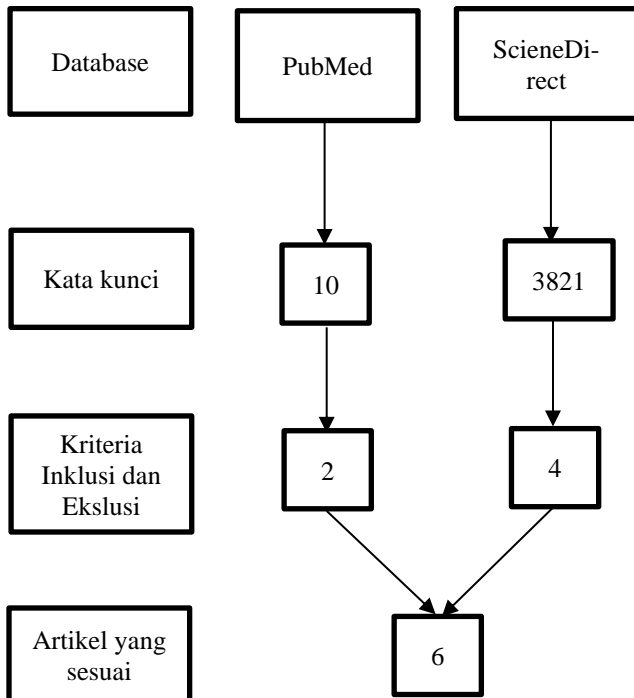 Database
PubMed
ScieneDi-
rect
Kata kunci
10
3821
Kriteria
Inklusi dan
Ekslusi
2
4
Artikel yang
sesuai
6